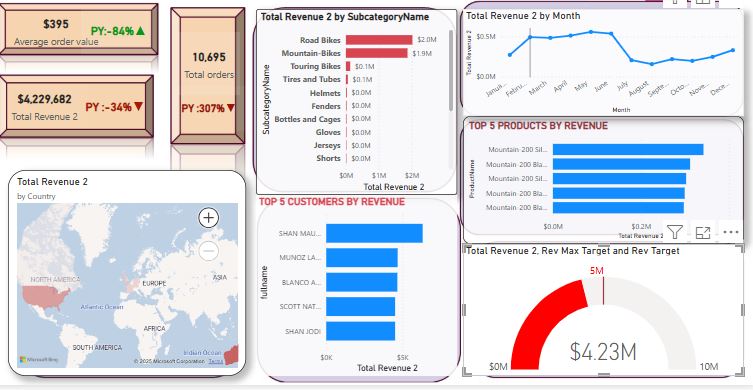 $395
PY:-84%▲
Average order value
$4,229,682
PY :-34%▼
Total Revenue 2
10,695
Total orders
PY :307%▼
Total Revenue 2 by SubcategoryName
SubcategoryName
Road Bikes
$2.0M
Mountain-Bikes
$1.9M
Touring Bikes
$0.1M
Tires and Tubes
$0.1M
Helmets
$0.0M
Fenders
$0.0M
Bottles and Cages
$0.0M
Gloves
$0.0M
Jerseys
$0.0M
Shorts
$0.0M
$0M
$1M
$2M
Total Revenue 2
Total Revenue 2 by Month
Total Revenue 2
$0.5M
$0.0M
Janua...
Febru...
March
April
May
June
July
August
Septe...
Octo...
Nove...
Dece...
Month
TOP 5 PRODUCTS BY REVENUE
ProductName
Mountain-200 Sil...
Mountain-200 Bla...
Mountain-200 Sil...
Mountain-200 Bla...
Mountain-200 Bla...
$0.0M
$0.2M
Total Revenue 2
Total Revenue 2
by Country
NORTH AMERICA
EUROPE
ASIA
Atlantic Ocean
AFRICA
SOUTH AMERICA
Indian Ocean
Microsoft Bing
© 2025 Microsoft Corporation Terms
TOP 5 CUSTOMERS BY REVENUE
fullname
SHAN MAU...
MUNOZ LA...
BLANCO A...
SCOTT NAT...
SHAN JODI
$0K
$5K
Total Revenue 2
Total Revenue 2, Rev Max Target and Rev Target
5M
$4.23M
$0M
10M